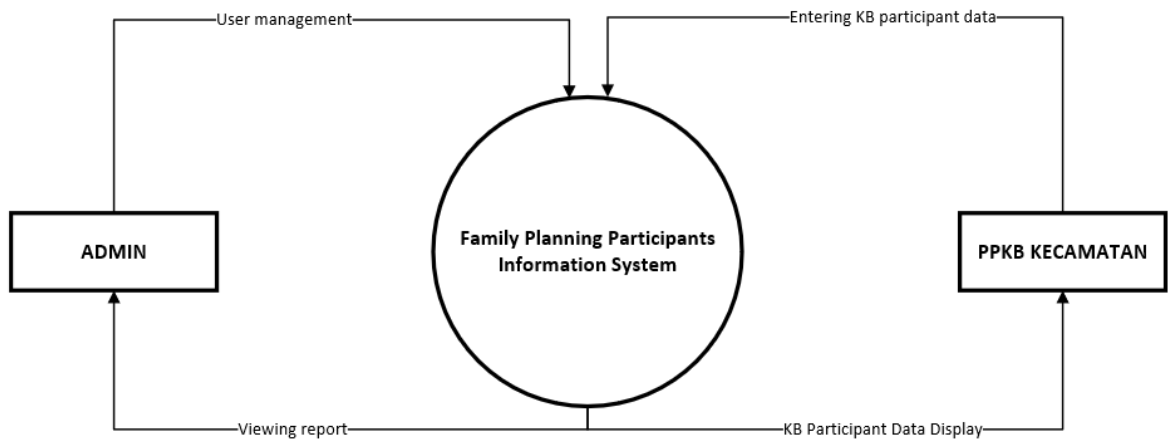 User management
Entering KB participant data
ADMIN
Family Planning Participants
Information System
PPKB KECAMATAN
Viewing report
KB Participant Data Display